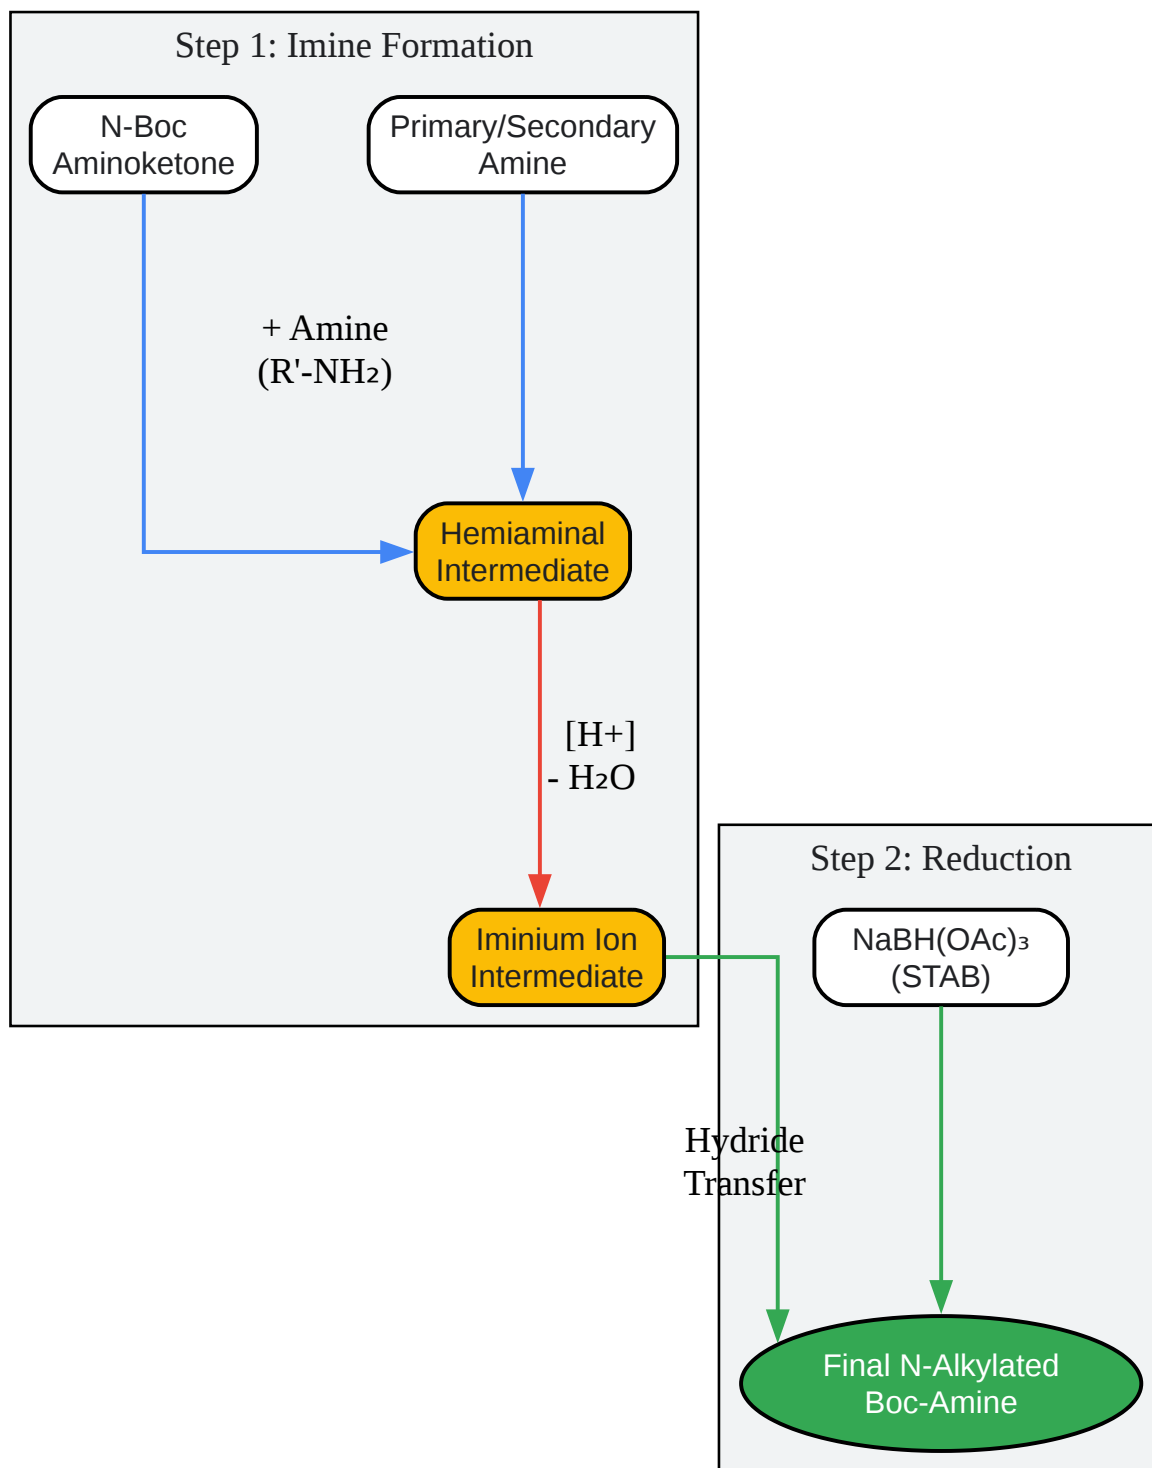 Step 1: Imine Formation
N-Boc
Aminoketone
Primary/Secondary
Amine
+ Amine
(R'-NH₂)
Hemiaminal
Intermediate
[H+]
- H₂O
Iminium Ion
Intermediate
Step 2: Reduction
NaBH(OAc)₃
(STAB)
Hydride
Transfer
Final N-Alkylated
Boc-Amine